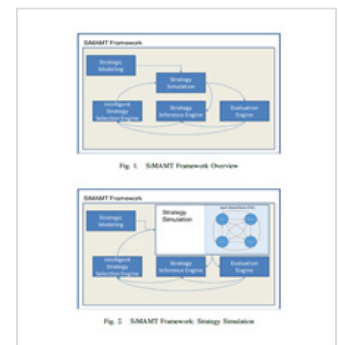 SiMAMT Framework
Strategic
Modeling
Strategy
Simulation
Intelligent
Strategy
Selection Engine
Strategy
Inference Engine
Evaluation
Engine
Fig. 1. SiMAMT Framework Overview
SiMAMT Framework
Strategic
Modeling
Strategy
Simulation
Intelligent
Strategy
Selection Engine
Strategy
Inference Engine
Evaluation
Engine
Fig. 2. SiMAMT Framework: Strategy Simulation